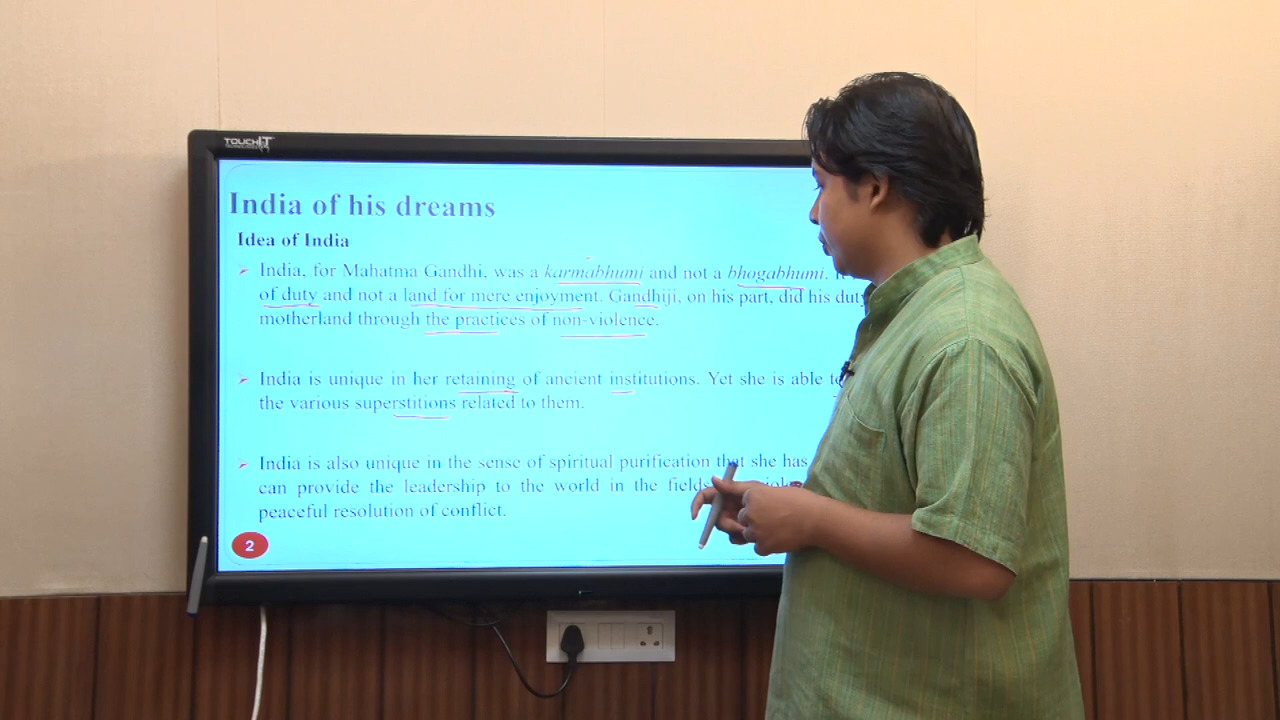 TOUCHIT
India of his dreams
Idea of India
India, for Mahatma Gandhi, was a karmabhumi and not a bhogabhumi.
of duty and not a land for mere enjoyment. Gandhiji, on his part, did his duty
motherland through the practices of non-violence.
India is unique in her retaining of ancient institutions. Yet she is able
the various superstitions related to them.
India is also unique in the sense of spiritual purification that she has
can provide the leadership to the world in the fields
peaceful resolution of conflict.
2